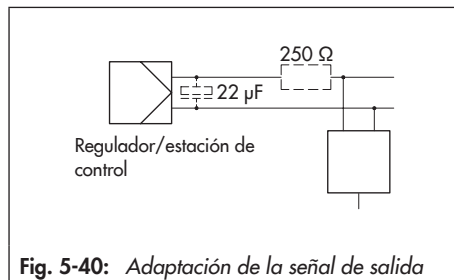 250 Ω
22 µF
Regulador/estación de
control
Fig. 5-40: Adaptación de la señal de salida